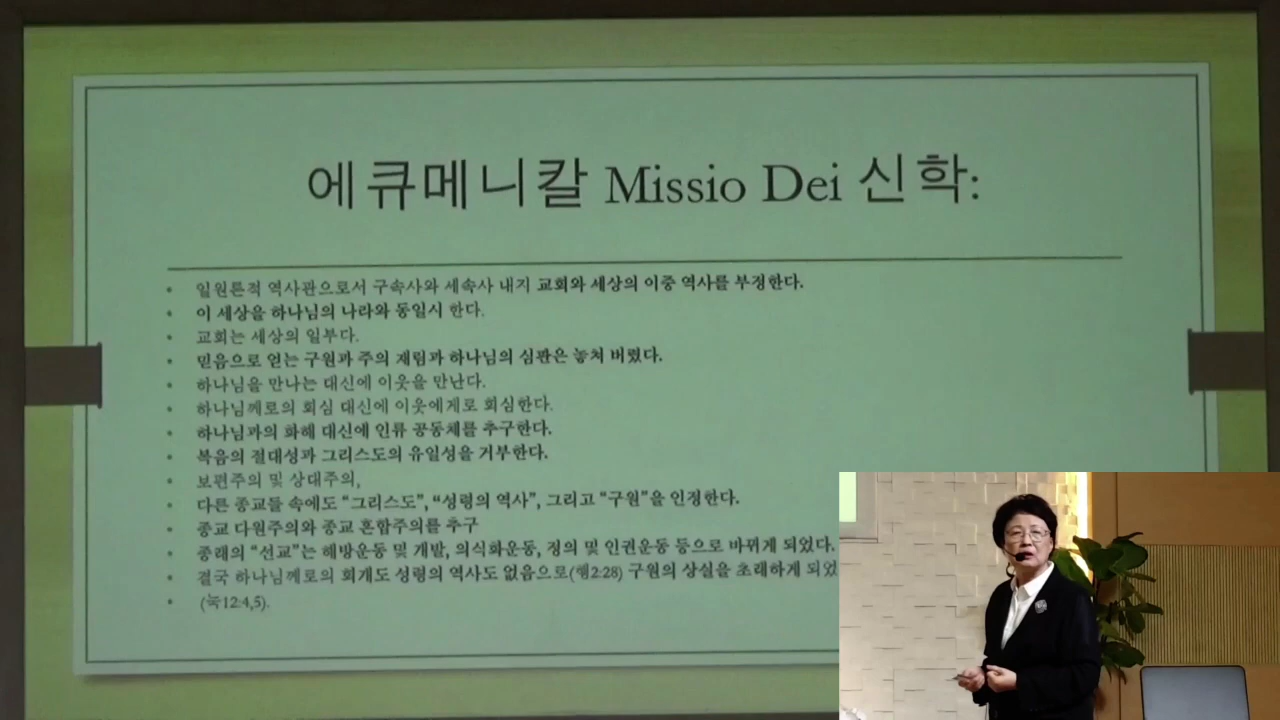 에큐메니칼 Missio Dei 신학:
• 일원론적 역사관으로서 구속사와 세속사 내지 교회와 세상의 이중 역사를 부정한다.
• 이 세상을 하나님의 나라와 동일시 한다.
• 교회는 세상의 일부다.
• 믿음으로 얻는 구원과 주의 재림과 하나님의 심판은 놓쳐 버렸다.
• 하나님을 만나는 대신에 이웃을 만난다.
• 하나님께로의 회심 대신에 이웃에게로 회심한다.
• 하나님과의 화해 대신에 인류 공동체를 추구한다.
• 복음의 절대성과 그리스도의 유일성을 거부한다.
• 보편주의 및 상대주의,
• 다른 종교들 속에도 “그리스도”, “성령의 역사”, 그리고 “구원”을 인정한다.
• 종교 다원주의와 종교 혼합주의를 추구
• 종래의 “선교”는 해방운동 및 개발, 의식화운동, 정의 및 인권운동 등으로 바뀌게 되었다.
• 결국 하나님께로의 회개도 성령의 역사도 없음으로(행2:28) 구원의 상실을 초래하게 되었
• (눅12:4,5).